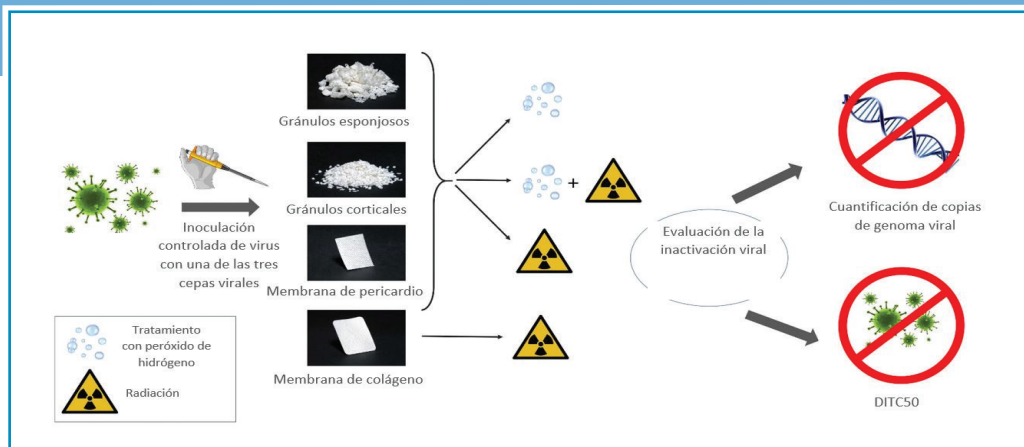 Gránulos esponjosos
Gránulos corticales
Inoculación
controlada de virus
con una de las tres
cepas virales
Membrana de pericardio
Membrana de colágeno
Tratamiento
con peróxido de
hidrógeno
Radiación
+
Evaluación de la
inactivación viral
Cuantificación de copias
de genoma viral
DITC50